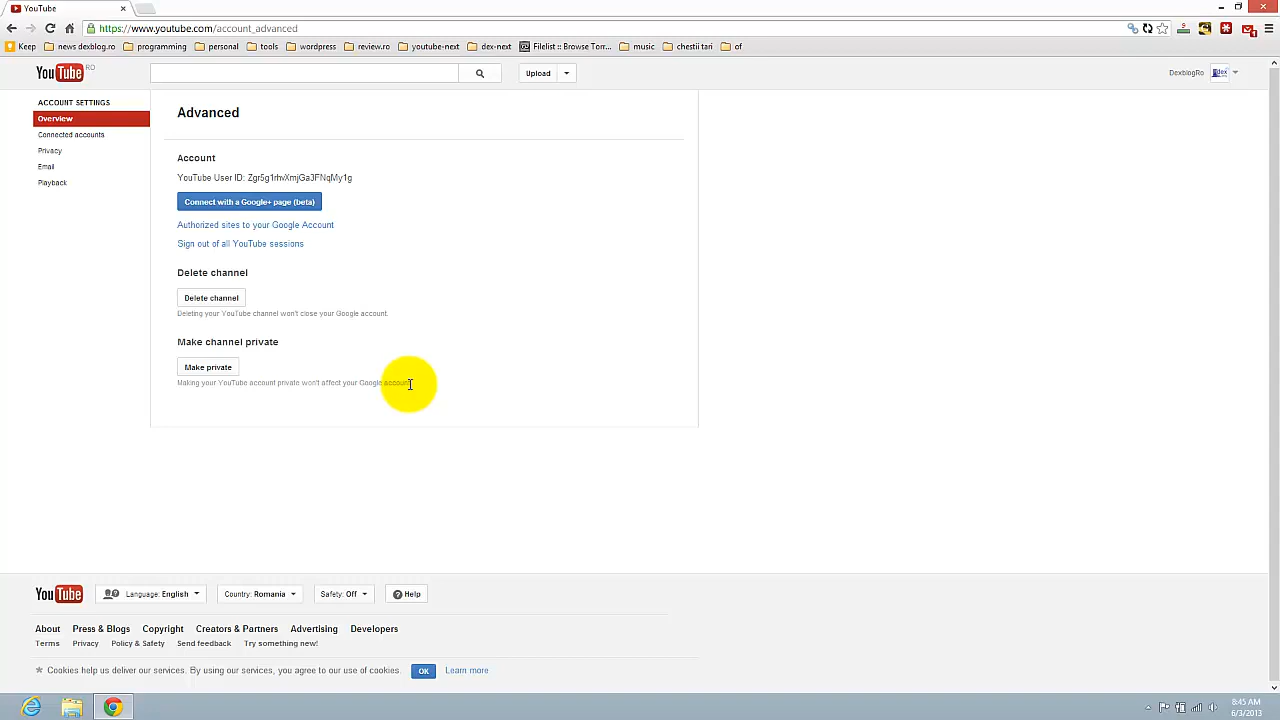 YouTube
https://www.youtube.com/account_advanced
Keep
news dexblog.ro
programming
personal
tools
wordpress
review.ro
youtube-next
dex-next
Filelist :: Browse Torr...
music
chestii tari
of
YouTube RO
Upload
DexblogRo
ACCOUNT SETTINGS
Overview
Connected accounts
Privacy
Email
Playback
Advanced
Account
YouTube User ID: Zgr5g1rhvXmjGa3FNqMy1g
Connect with a Google+ page (beta)
Authorized sites to your Google Account
Sign out of all YouTube sessions
Delete channel
Delete channel
Deleting your YouTube channel won't close your Google account.
Make channel private
Make private
Making your YouTube account private won't affect your Google account.
YouTube
Language: English
Country: Romania
Safety: Off
Help
About Press & Blogs Copyright Creators & Partners Advertising Developers
Terms Privacy Policy & Safety Send feedback Try something new!
Cookies help us deliver our services. By using our services, you agree to our use of cookies. OK Learn more
8:45 AM
6/3/2013